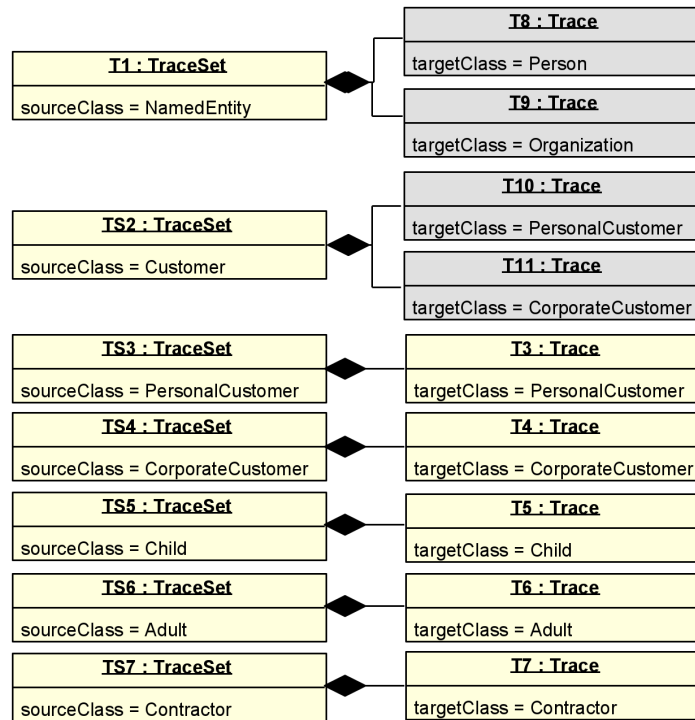 T1 : TraceSet
sourceClass = NamedEntity
T8 : Trace
targetClass = Person
T9 : Trace
targetClass = Organization
TS2 : TraceSet
sourceClass = Customer
T10 : Trace
targetClass = PersonalCustomer
T11 : Trace
targetClass = CorporateCustomer
TS3 : TraceSet
sourceClass = PersonalCustomer
T3 : Trace
targetClass = PersonalCustomer
TS4 : TraceSet
sourceClass = CorporateCustomer
T4 : Trace
targetClass = CorporateCustomer
TS5 : TraceSet
sourceClass = Child
T5 : Trace
targetClass = Child
TS6 : TraceSet
sourceClass = Adult
T6 : Trace
targetClass = Adult
TS7 : TraceSet
sourceClass = Contractor
T7 : Trace
targetClass = Contractor